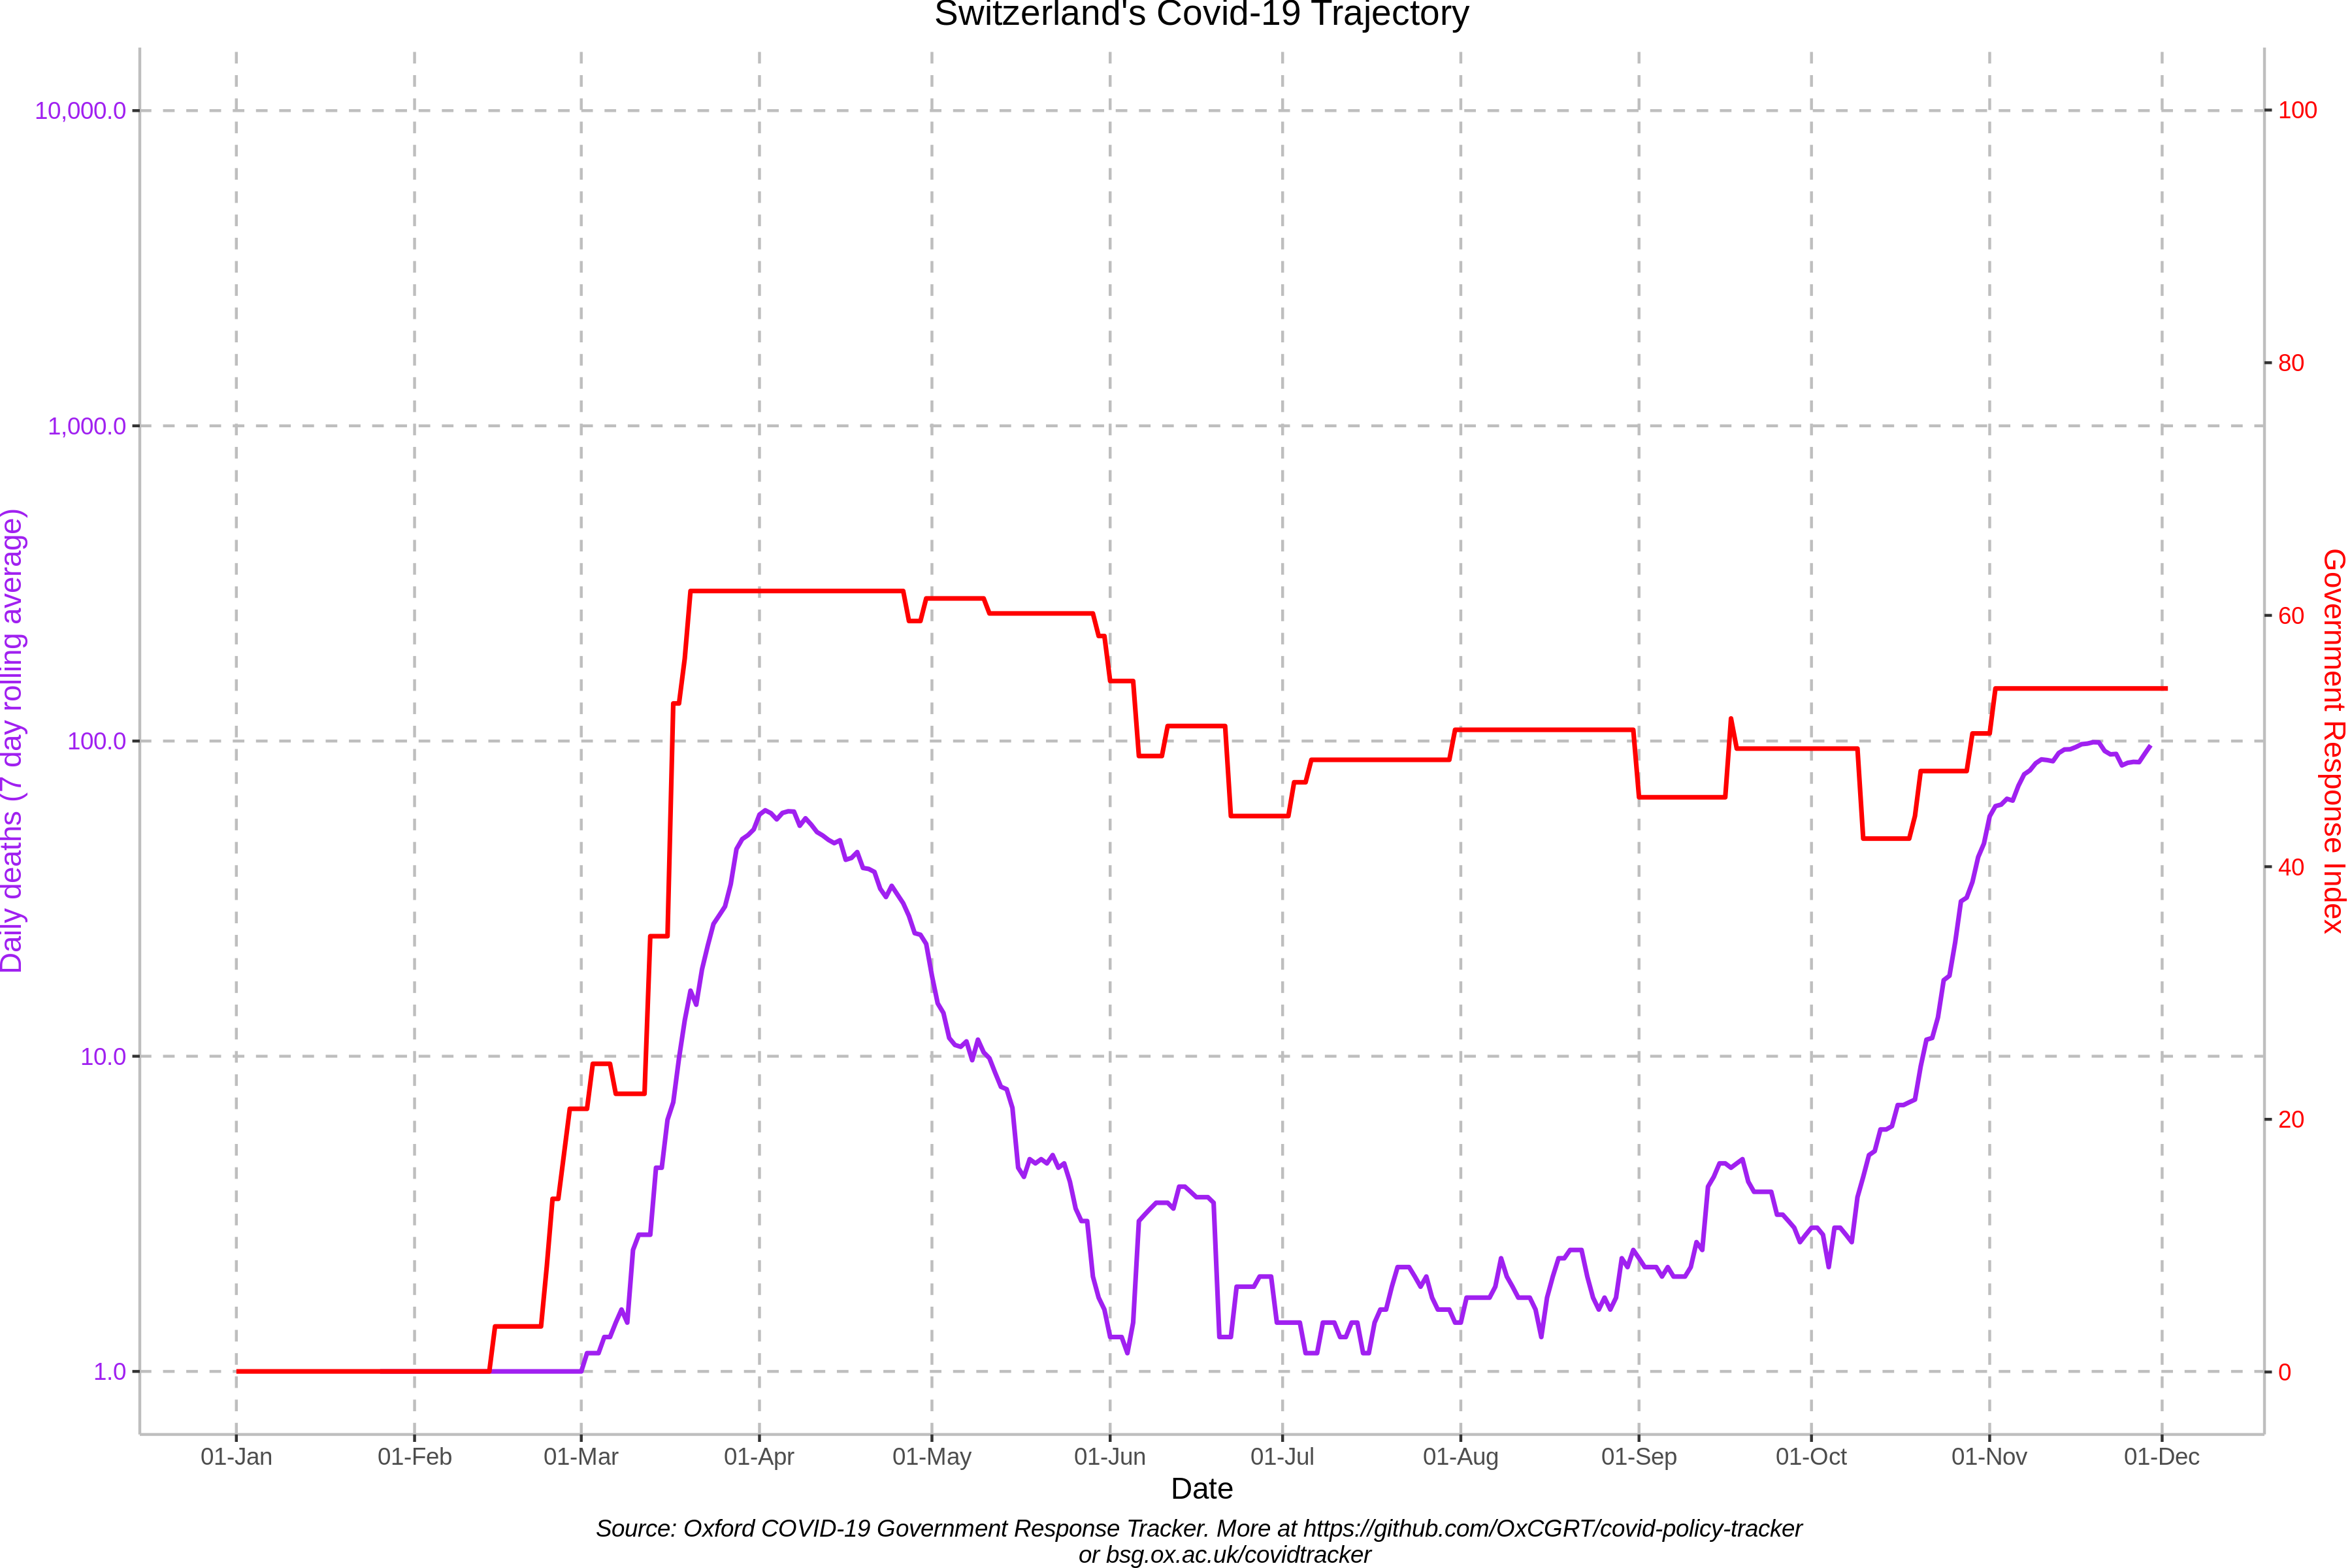 Switzerland's Covid-19 Trajectory
10,000.0
1,000.0
100.0
10.0
1.0
Daily deaths (7 day rolling average)
100
80
60
40
20
0
Government Response Index
01-Jan 01-Feb 01-Mar 01-Apr 01-May 01-Jun 01-Jul 01-Aug 01-Sep 01-Oct 01-Nov 01-Dec
Date
Source: Oxford COVID-19 Government Response Tracker. More at https://github.com/OxCGRT/covid-policy-tracker
or bsg.ox.ac.uk/covidtracker